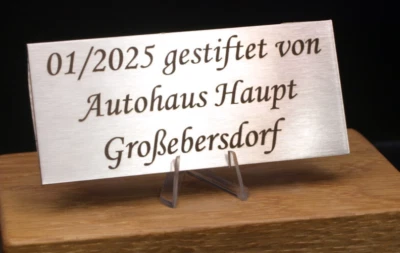 01/2025 gestiftet von
Autohaus Haupt
Großebersdorf